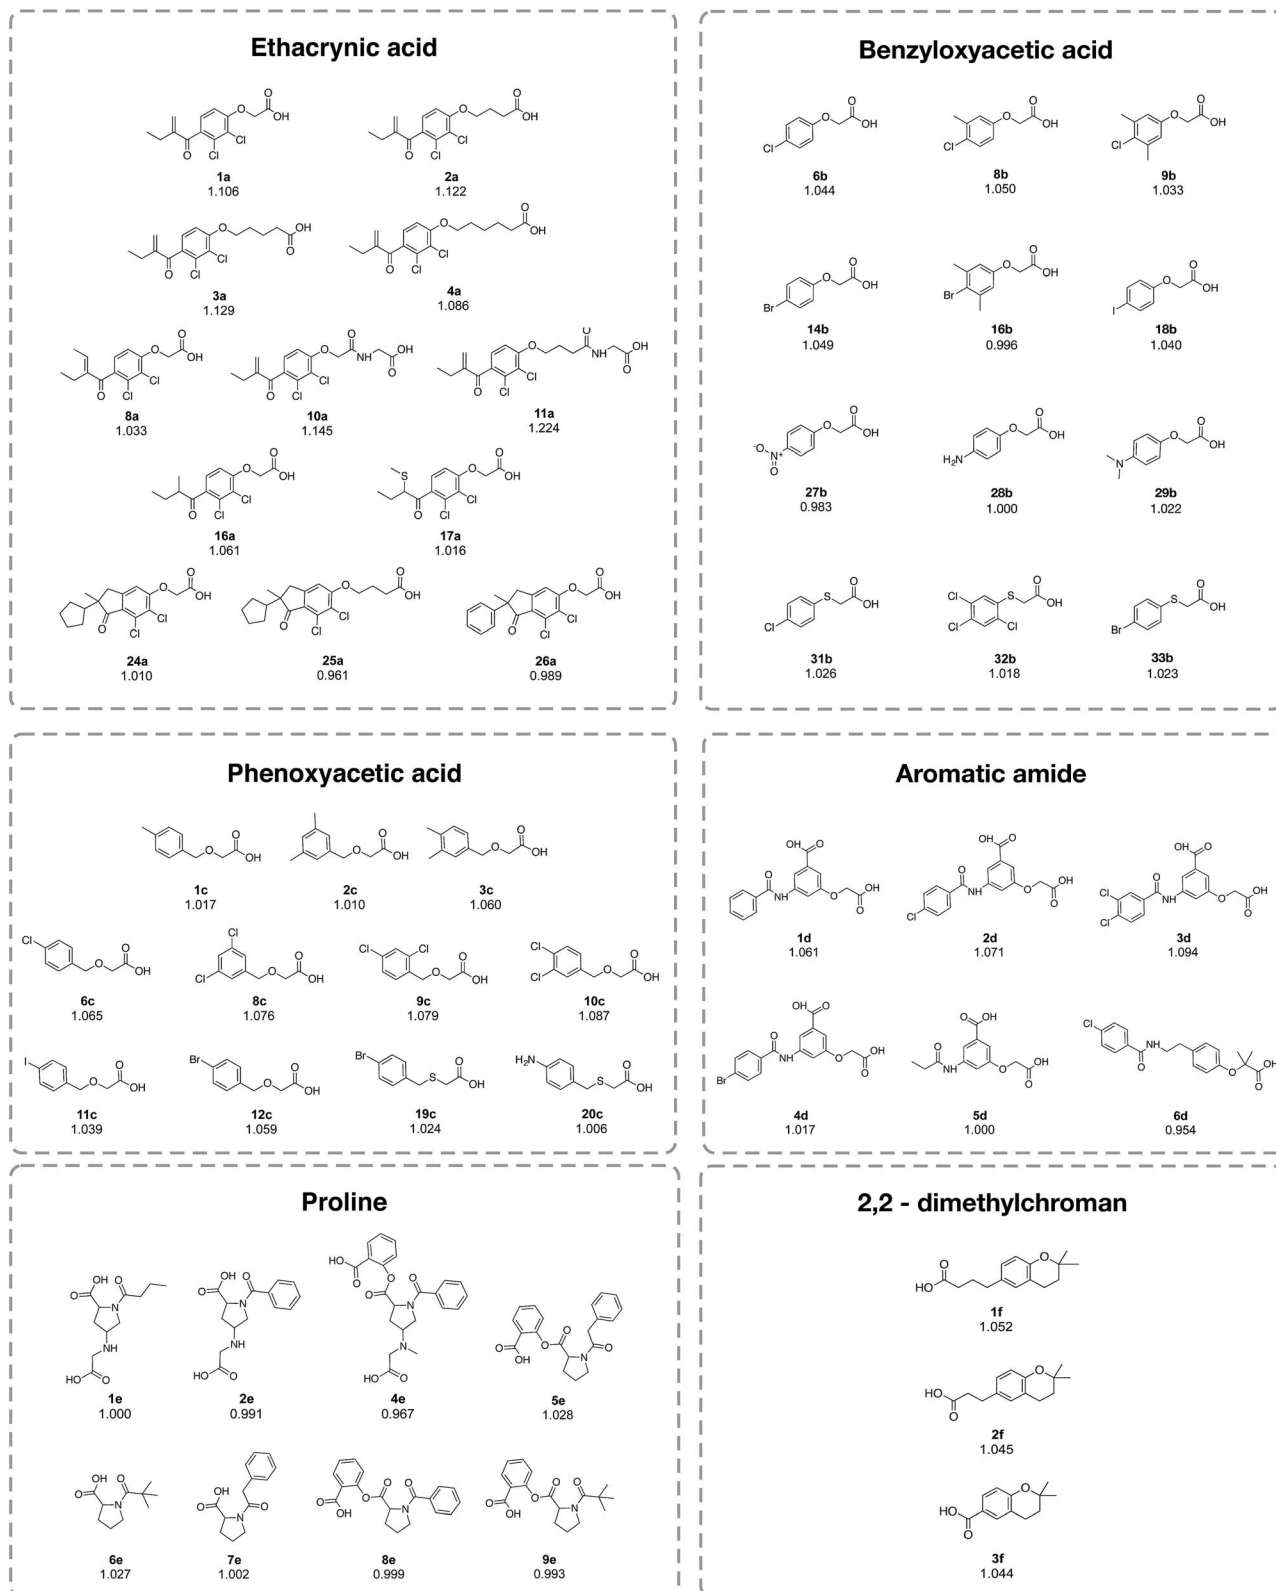 Ethacrynic acid
1a
1.106
2a
1.122
3a
1.129
4a
1.086
8a
1.033
10a
1.145
11a
1.224
16a
1.061
17a
1.016
24a
1.010
25a
0.961
26a
0.989
Benzyloxyacetic acid
6b
1.044
8b
1.050
9b
1.033
14b
1.049
16b
0.996
18b
1.040
27b
0.983
28b
1.000
29b
1.022
31b
1.026
32b
1.018
33b
1.023
Phenoxyacetic acid
1c
1.017
2c
1.010
3c
1.060
6c
1.065
8c
1.076
9c
1.079
10c
1.087
11c
1.039
12c
1.059
19c
1.024
20c
1.006
Aromatic amide
1d
1.061
2d
1.071
3d
1.094
4d
1.017
5d
1.000
6d
0.954
Proline
1e
1.000
2e
0.991
4e
0.967
5e
1.028
6e
1.027
7e
1.002
8e
0.999
9e
0.993
2,2 - dimethylchroman
1f
1.052
2f
1.045
3f
1.044